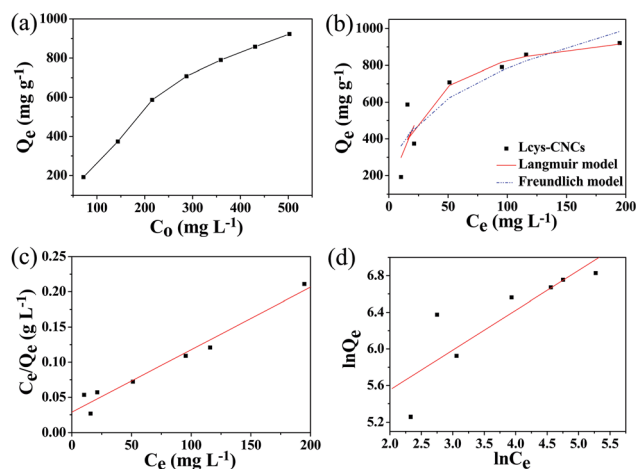 (a)
1000
800
600
400
200
0
100 200 300 400 500
Qe (mg g-1)
Co (mg L-1)
(b)
1000
800
600
400
200
0
0 50 100 150 200
Qe (mg g-1)
Ce (mg L-1)
Lcys-CNCs
Langmuir model
Freundlich model
(c)
0.25
0.20
0.15
0.10
0.05
0.00
0 50 100 150 200
Ce/Qe (g L-1)
Ce (mg L-1)
(d)
6.8
6.4
6.0
5.6
5.2
2.0 2.5 3.0 3.5 4.0 4.5 5.0 5.5
lnQe
lnCe